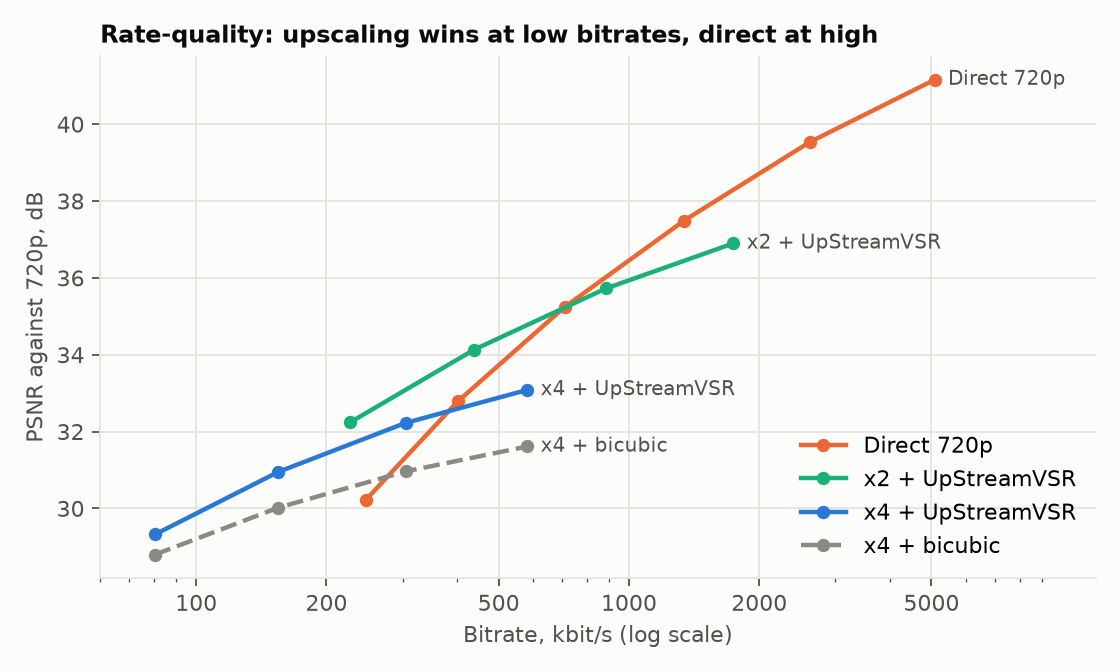 Rate-quality: upscaling wins at low bitrates, direct at high
PSNR against 720p, dB
40
38
36
34
32
30
Direct 720p
x2 + UpStreamVSR
x4 + UpStreamVSR
x4 + bicubic
Direct 720p
x2 + UpStreamVSR
x4 + UpStreamVSR
x4 + bicubic
100 200 500 1000 2000 5000
Bitrate, kbit/s (log scale)